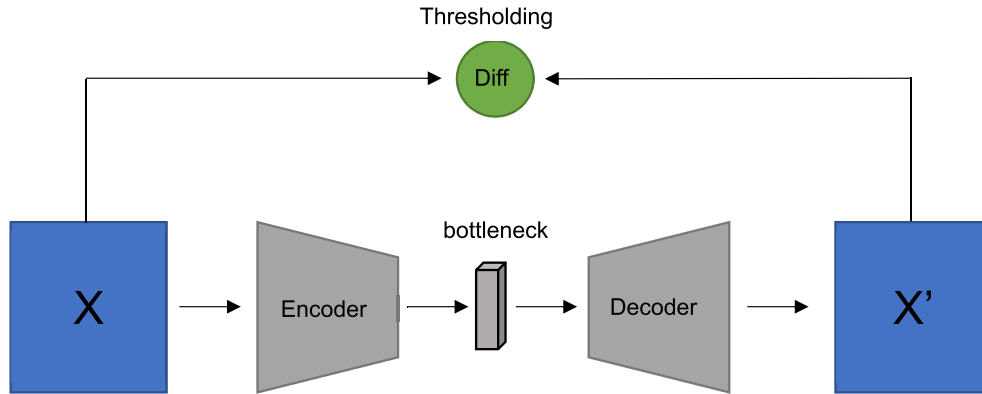 Thresholding
Diff
bottleneck
X
Encoder
Decoder
X’